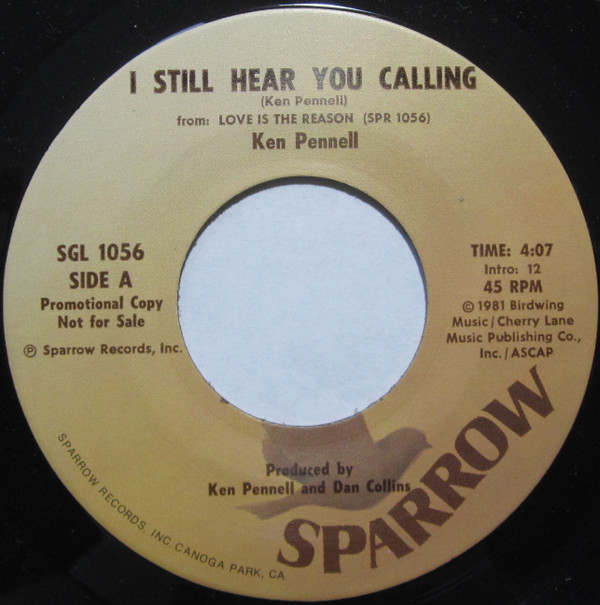 I STILL HEAR YOU CALLING
(Ken Pennell)
from: LOVE IS THE REASON (SPR 1056)
Ken Pennell
SGL 1056
SIDE A
Promotional Copy
Not for Sale
℗ Sparrow Records, Inc.
TIME: 4:07
Intro: 12
45 RPM
© 1981 Birdwing
Music/Cherry Lane
Music Publishing Co.,
Inc./ASCAP
Produced by
Ken Pennell and Dan Collins
SPARROW
SPARROW RECORDS, INC. CANOGA PARK, CA